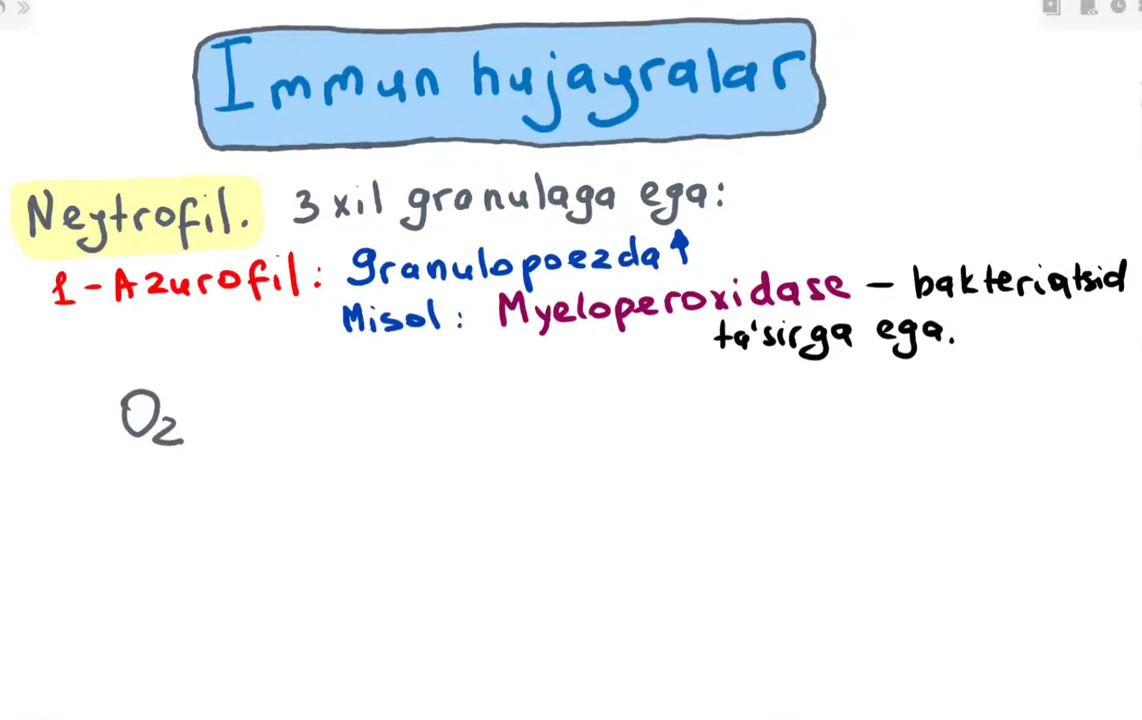 Immun hujayralar
Neytrofil. 3 xil granulaga ega:
1-Azurofil: granulopoezda↑
Misol: Myeloperoxidase – bakteriatsid
ta'sirga ega.
O₂